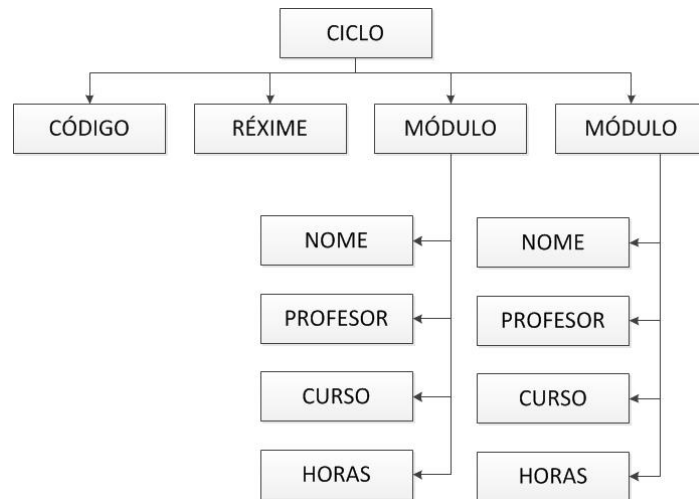 CICLO
CÓDIGO
RÉXIME
MÓDULO
MÓDULO
NOME
PROFESOR
CURSO
HORAS
NOME
PROFESOR
CURSO
HORAS